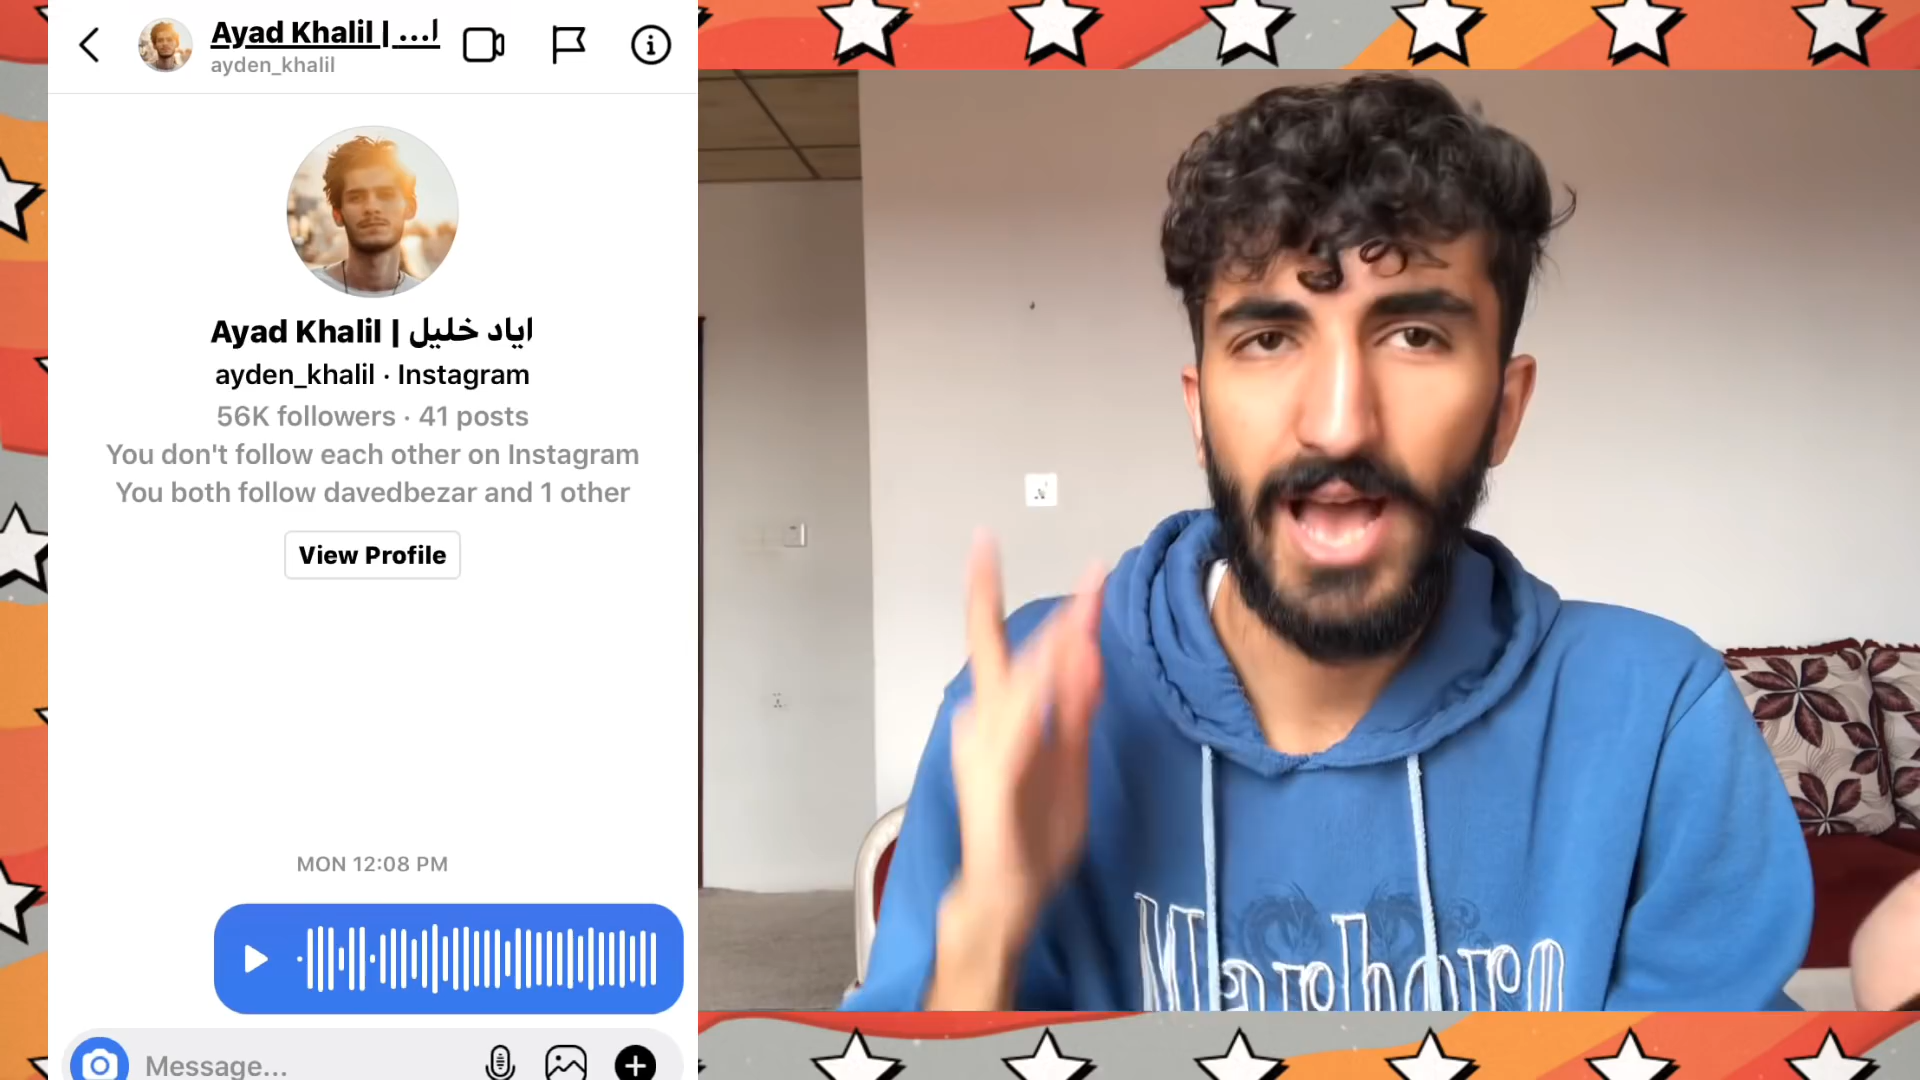 Ayad Khalil | ا...
ayden_khalil
Ayad Khalil | اياد خليل
ayden_khalil · Instagram
56K followers · 41 posts
You don't follow each other on Instagram
You both follow davedbezar and 1 other
View Profile
MON 12:08 PM
Message...
Marlboro